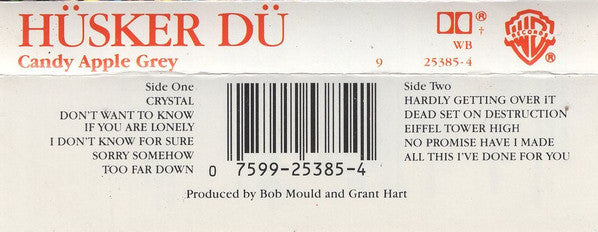 HÜSKER DÜ
Candy Apple Grey
9 25385-4
®
†
WB
RECORDS
®
Side One
CRYSTAL
DON'T WANT TO KNOW
IF YOU ARE LONELY
I DON'T KNOW FOR SURE
SORRY SOMEHOW
TOO FAR DOWN
0 7599-25385-4
Side Two
HARDLY GETTING OVER IT
DEAD SET ON DESTRUCTION
EIFFEL TOWER HIGH
NO PROMISE HAVE I MADE
ALL THIS I'VE DONE FOR YOU
Produced by Bob Mould and Grant Hart